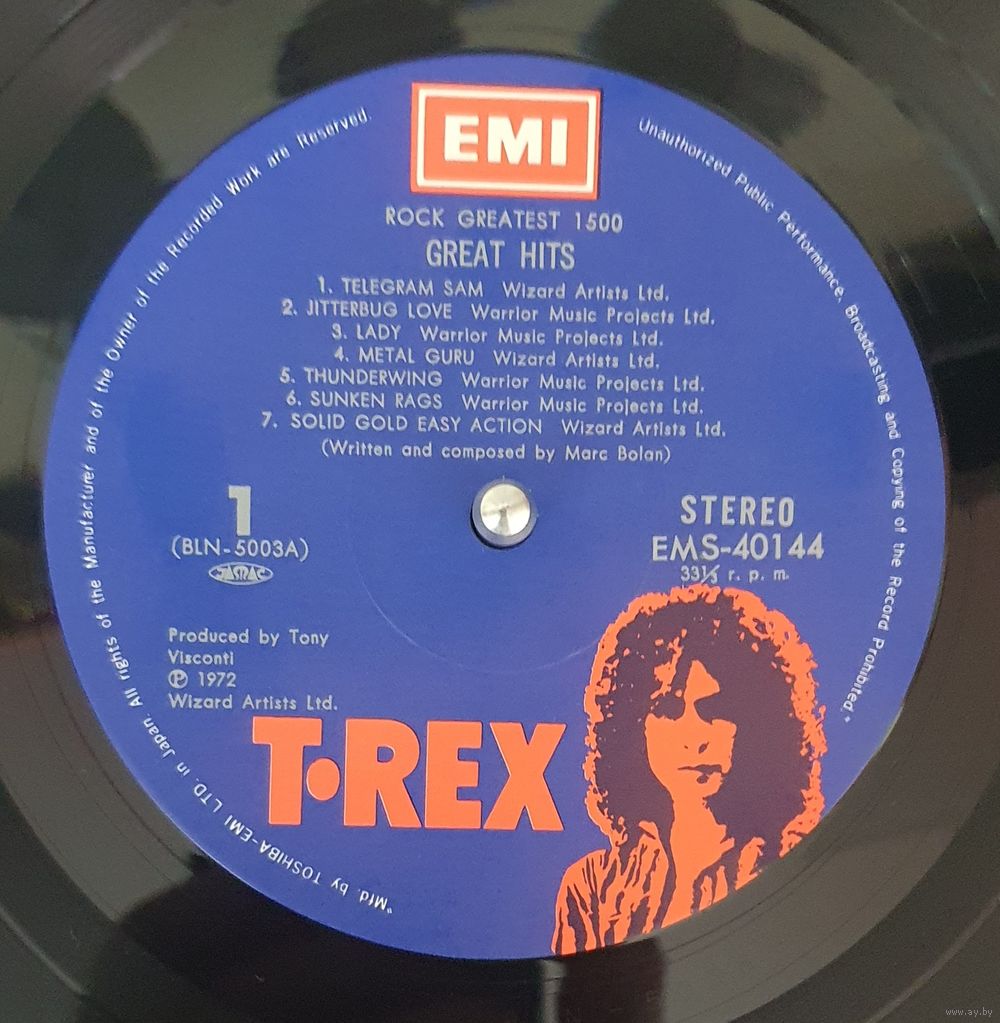 EMI
ROCK GREATEST 1500
GREAT HITS
1. TELEGRAM SAM Wizard Artists Ltd.
2. JITTERBUG LOVE Warrior Music Projects Ltd.
3. LADY Warrior Music Projects Ltd.
4. METAL GURU Wizard Artists Ltd.
5. THUNDERWING Warrior Music Projects Ltd.
6. SUNKEN RAGS Warrior Music Projects Ltd.
7. SOLID GOLD EASY ACTION Wizard Artists Ltd.
(Written and composed by Marc Bolan)
1
(BLN-5003A)
JASRAC
STEREO
EMS-40144
33⅓ r. p. m.
Produced by Tony
Visconti
℗ 1972
Wizard Artists Ltd.
T•REX
"Mfd. by TOSHIBA-EMI LTD. in Japan. All rights of the Manufacturer and of the Owner of the Recorded Work are Reserved.
Unauthorized Public Performance, Broadcasting and Copying of the Record Prohibited."
www.ay.by